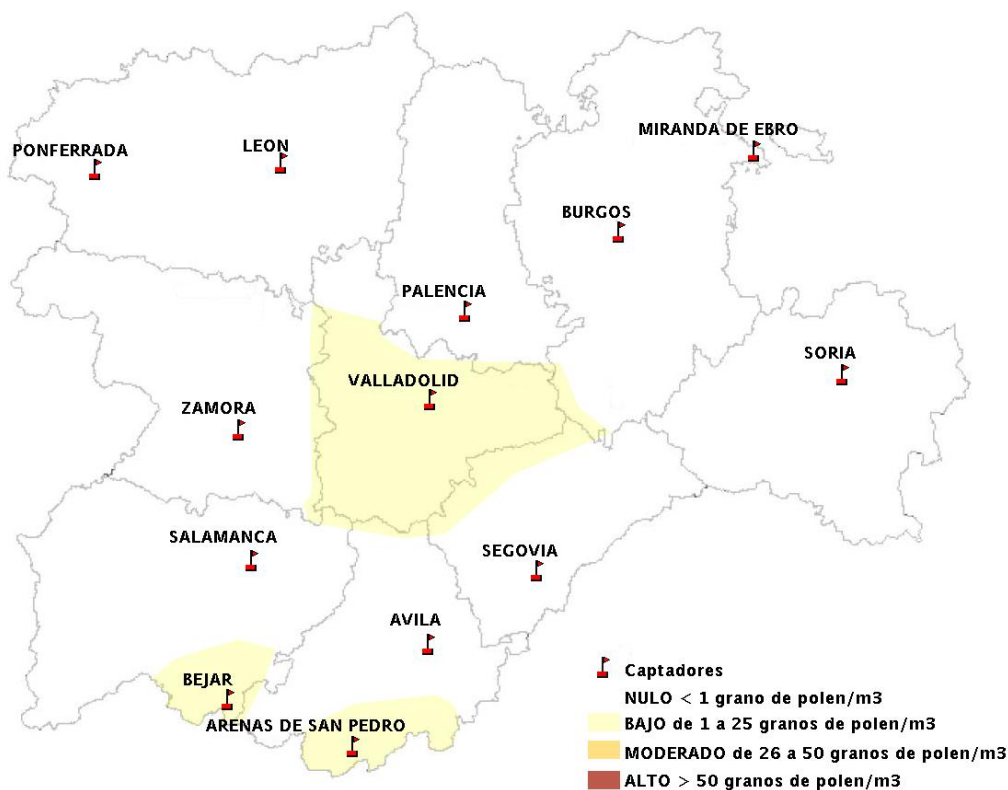 MIRANDA DE EBRO
PONFERRADA
LEON
BURGOS
PALENCIA
SORIA
VALLADOLID
ZAMORA
SALAMANCA
SEGOVIA
AVILA
BEJAR
ARENAS DE SAN PEDRO
Captadores
NULO < 1 grano de polen/m3
BAJO de 1 a 25 granos de polen/m3
MODERADO de 26 a 50 granos de polen/m3
ALTO > 50 granos de polen/m3